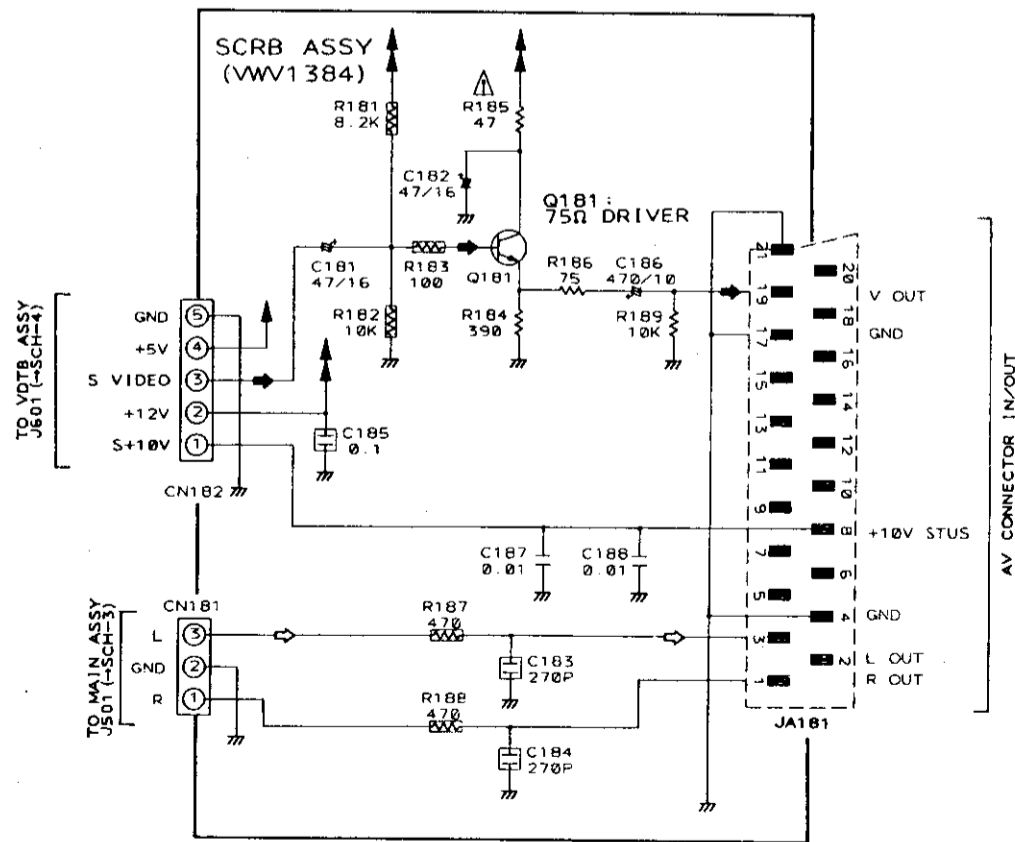 SCRB ASSY
(VWV1384)
R181
8.2K
R185
47
C182
47/16
Q181:
75Ω DRIVER
C181
47/16
R183
100
Q181
R186
75
C186
470/10
R182
10K
R184
390
R189
10K
TO VDTB ASSY
J601 (→SCH-4)
GND
5
+5V
4
S VIDEO
3
+12V
2
S+10V
1
CN182
C185
0.1
C187
0.01
C188
0.01
TO MAIN ASSY
J501 (→SCH-3)
CN181
L
3
GND
2
R
1
R187
470
C183
270P
R188
470
C184
270P
21
20
19
V OUT
18
17
GND
16
15
14
13
12
11
10
9
8
+10V STUS
7
6
5
4
GND
3
2
L OUT
1
R OUT
JA181
AV CONNECTOR IN/OUT